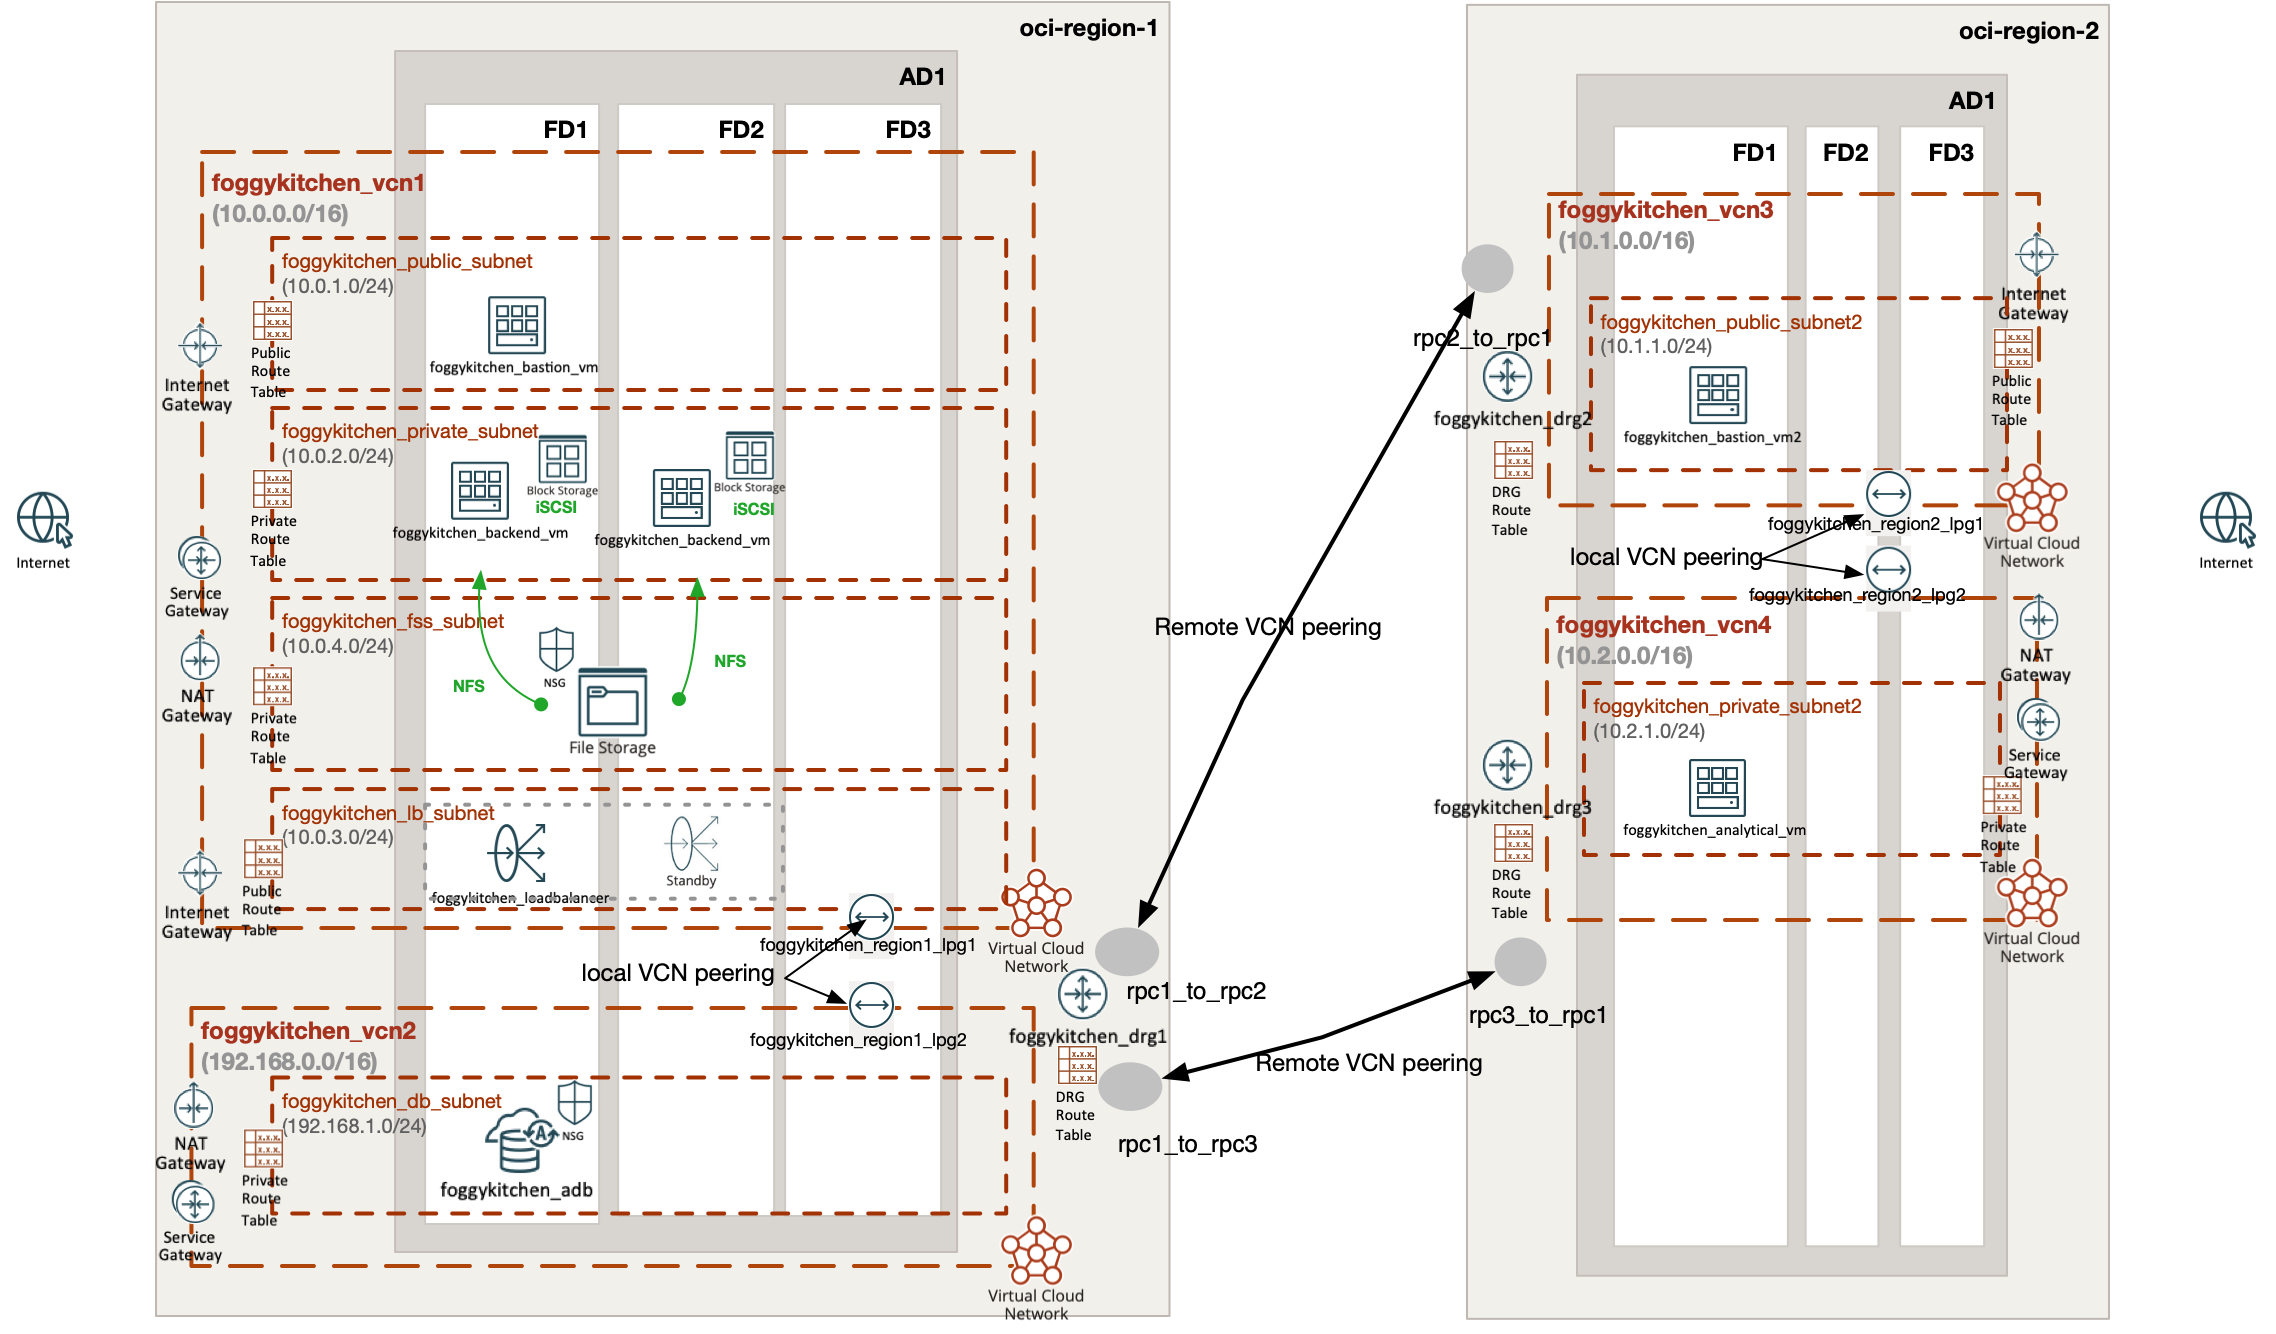 oci-region-1
AD1
FD1
FD2
FD3
foggykitchen_vcn1
(10.0.0.0/16)
foggykitchen_public_subnet
(10.0.1.0/24)
Public
Route
Table
Internet
Gateway
foggykitchen_bastion_vm
foggykitchen_private_subnet
(10.0.2.0/24)
Private
Route
Table
Block Storage
iSCSI
foggykitchen_backend_vm
Block Storage
iSCSI
foggykitchen_backend_vm
Internet
Service
Gateway
foggykitchen_fss_subnet
(10.0.4.0/24)
NSG
NFS
NFS
File Storage
NAT
Gateway
Private
Route
Table
foggykitchen_lb_subnet
(10.0.3.0/24)
foggykitchen_loadbalancer
Standby
Public
Route
Table
Internet
Gateway
foggykitchen_region1_lpg1
local VCN peering
foggykitchen_region1_lpg2
Virtual Cloud
Network
foggykitchen_vcn2
(192.168.0.0/16)
foggykitchen_db_subnet
(192.168.1.0/24)
NSG
foggykitchen_adb
NAT
Gateway
Private
Route
Table
Service
Gateway
Virtual Cloud
Network
rpc1_to_rpc2
foggykitchen_drg1
DRG
Route
Table
rpc1_to_rpc3
Remote VCN peering
Remote VCN peering
oci-region-2
AD1
FD1
FD2
FD3
foggykitchen_vcn3
(10.1.0.0/16)
Internet
Gateway
rpc2_to_rpc1
foggykitchen_public_subnet2
(10.1.1.0/24)
Public
Route
Table
foggykitchen_drg2
foggykitchen_bastion_vm2
DRG
Route
Table
foggykitchen_region2_lpg1
local VCN peering
foggykitchen_region2_lpg2
Virtual Cloud
Network
Internet
foggykitchen_vcn4
(10.2.0.0/16)
NAT
Gateway
foggykitchen_private_subnet2
(10.2.1.0/24)
Service
Gateway
foggykitchen_drg3
foggykitchen_analytical_vm
Private
Route
Table
DRG
Route
Table
Virtual Cloud
Network
rpc3_to_rpc1